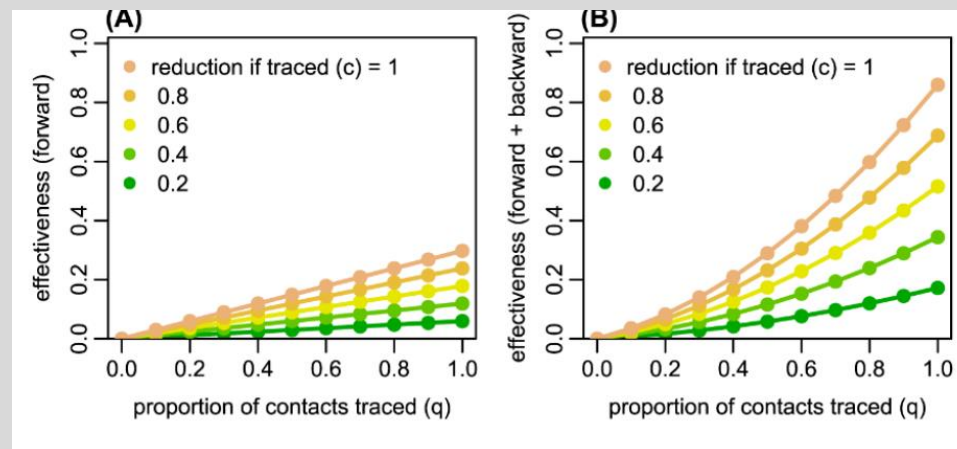 (A)
effectiveness (forward)
1.0
0.8
0.6
0.4
0.2
0.0
reduction if traced (c) = 1
0.8
0.6
0.4
0.2
0.0 0.2 0.4 0.6 0.8 1.0
proportion of contacts traced (q)
(B)
effectiveness (forward + backward)
1.0
0.8
0.6
0.4
0.2
0.0
reduction if traced (c) = 1
0.8
0.6
0.4
0.2
0.0 0.2 0.4 0.6 0.8 1.0
proportion of contacts traced (q)